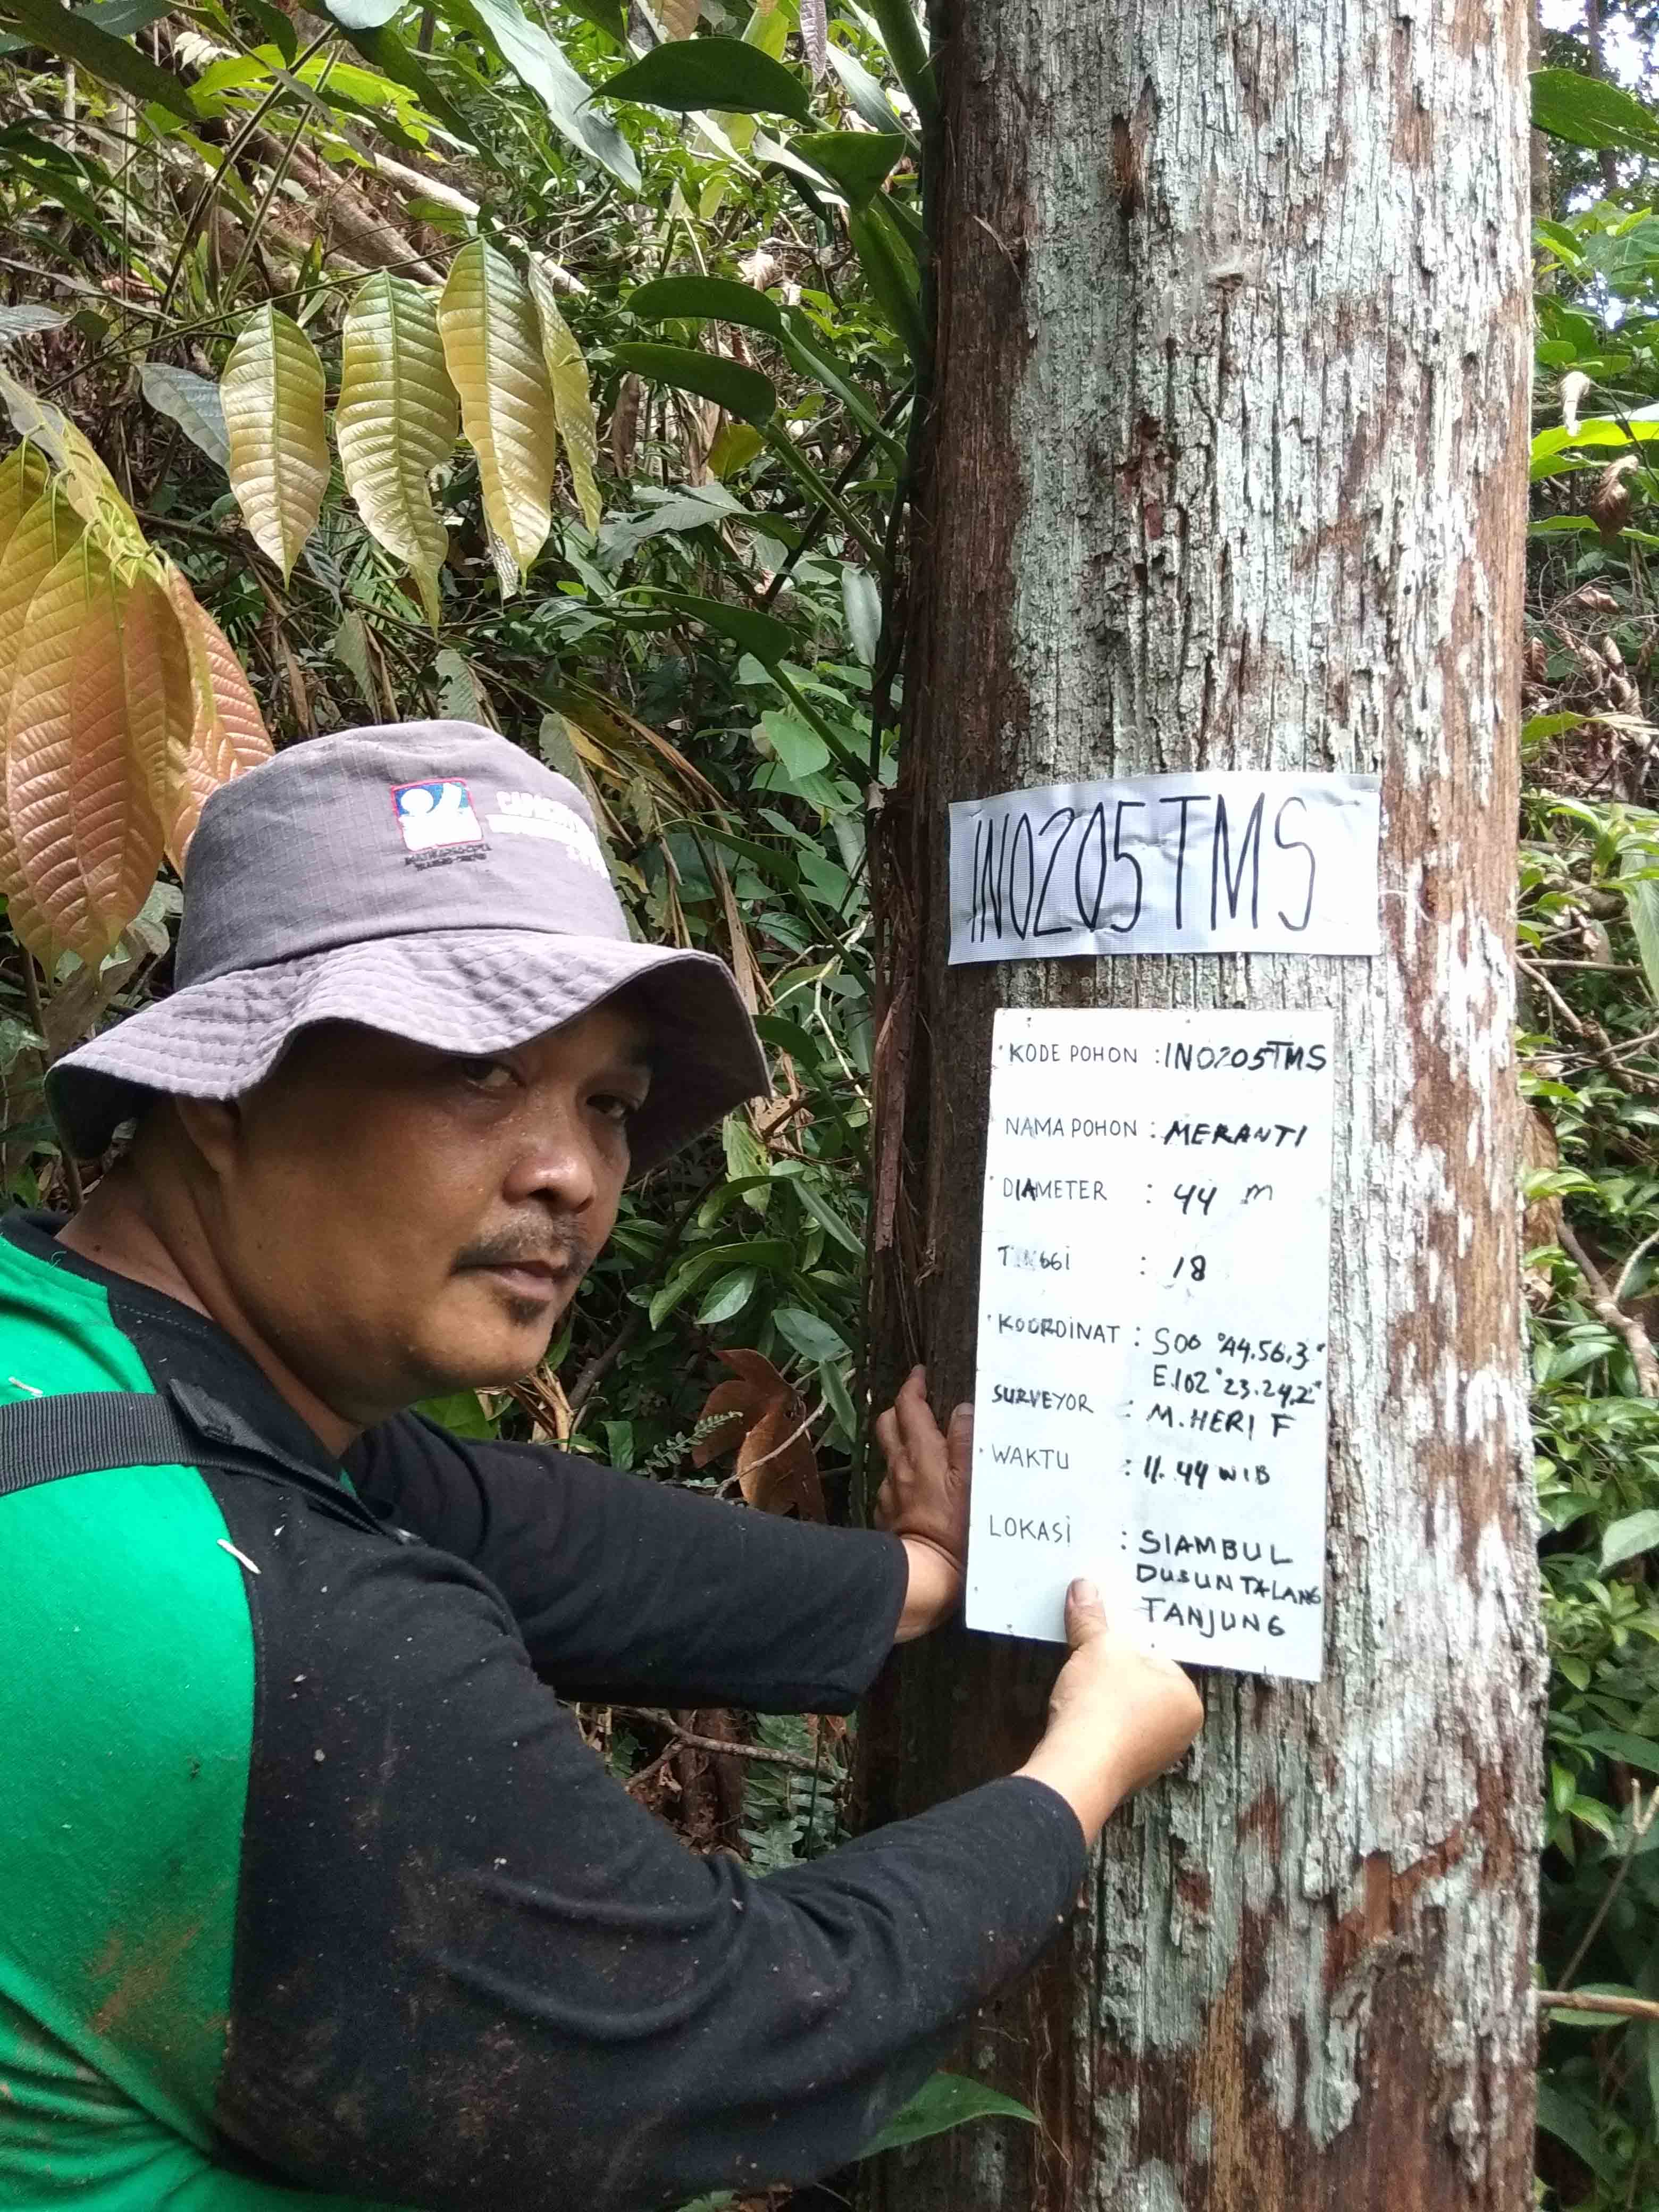 IN0205TMS
KODE POHON : IN0205TMS
NAMA POHON : MERANTI
DIAMETER : 44 m
: 18
KOORDINAT : S00 °44.56.3"
E.102°23.24,2"
SURVEYOR : M.HERI F
WAKTU : 11.44 WIB
LOKASi : SIAMBUL
DUSUN TALANG
TANJUNG